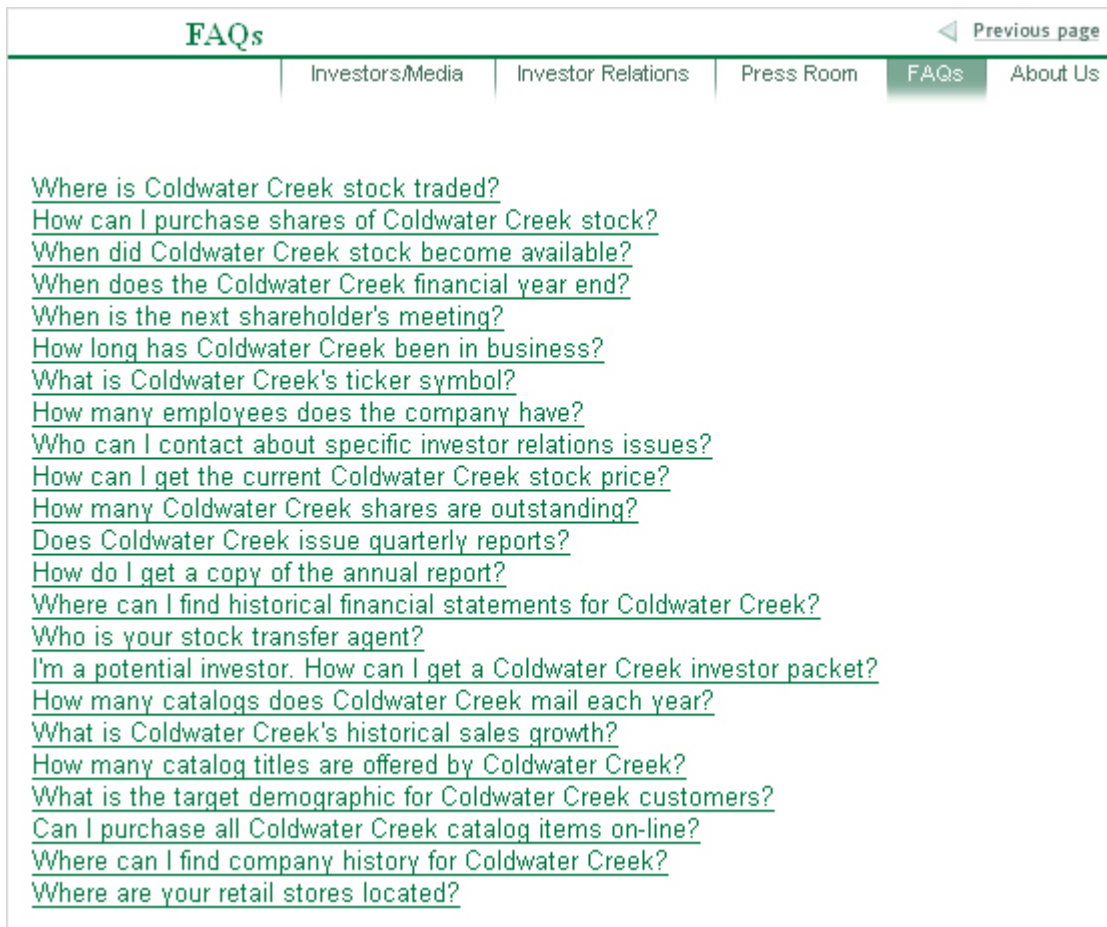 FAQs
Previous page
Investors/Media Investor Relations Press Room FAQs About Us
Where is Coldwater Creek stock traded?
How can I purchase shares of Coldwater Creek stock?
When did Coldwater Creek stock become available?
When does the Coldwater Creek financial year end?
When is the next shareholder's meeting?
How long has Coldwater Creek been in business?
What is Coldwater Creek's ticker symbol?
How many employees does the company have?
Who can I contact about specific investor relations issues?
How can I get the current Coldwater Creek stock price?
How many Coldwater Creek shares are outstanding?
Does Coldwater Creek issue quarterly reports?
How do I get a copy of the annual report?
Where can I find historical financial statements for Coldwater Creek?
Who is your stock transfer agent?
I'm a potential investor. How can I get a Coldwater Creek investor packet?
How many catalogs does Coldwater Creek mail each year?
What is Coldwater Creek's historical sales growth?
How many catalog titles are offered by Coldwater Creek?
What is the target demographic for Coldwater Creek customers?
Can I purchase all Coldwater Creek catalog items on-line?
Where can I find company history for Coldwater Creek?
Where are your retail stores located?